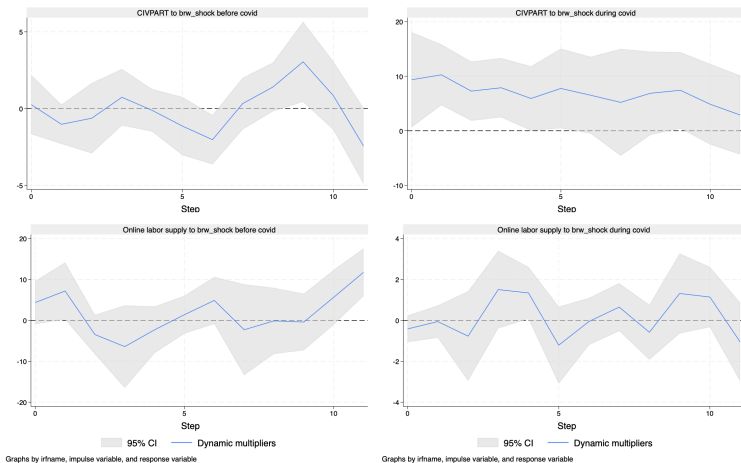 CIVPART to brw_shock before covid
5
0
-5
0
5
10
Step
CIVPART to brw_shock during covid
20
10
0
-10
0
5
10
Step
Online labor supply to brw_shock before covid
20
10
0
-10
-20
0
5
10
Step
95% CI
Dynamic multipliers
Graphs by irfname, impulse variable, and response variable
Online labor supply to brw_shock during covid
4
2
0
-2
-4
0
5
10
Step
95% CI
Dynamic multipliers
Graphs by irfname, impulse variable, and response variable